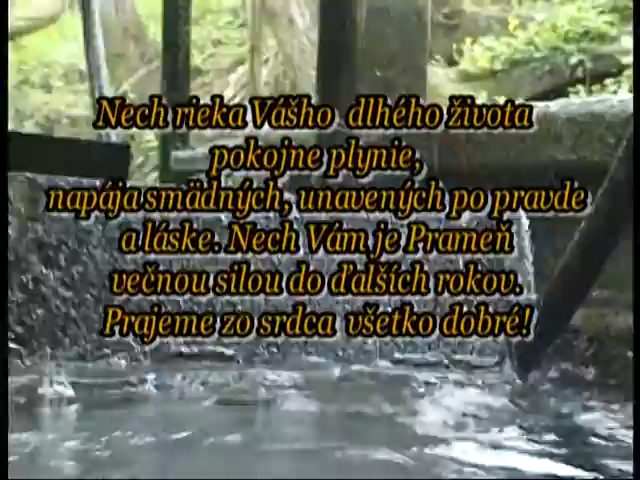 Nech rieka Vášho dlhého života
pokojne plynie,
napája smädných, unavených po pravde
a láske. Nech Vám je Prameň
večnou silou do ďalších rokov.
Prajeme zo srdca všetko dobré!